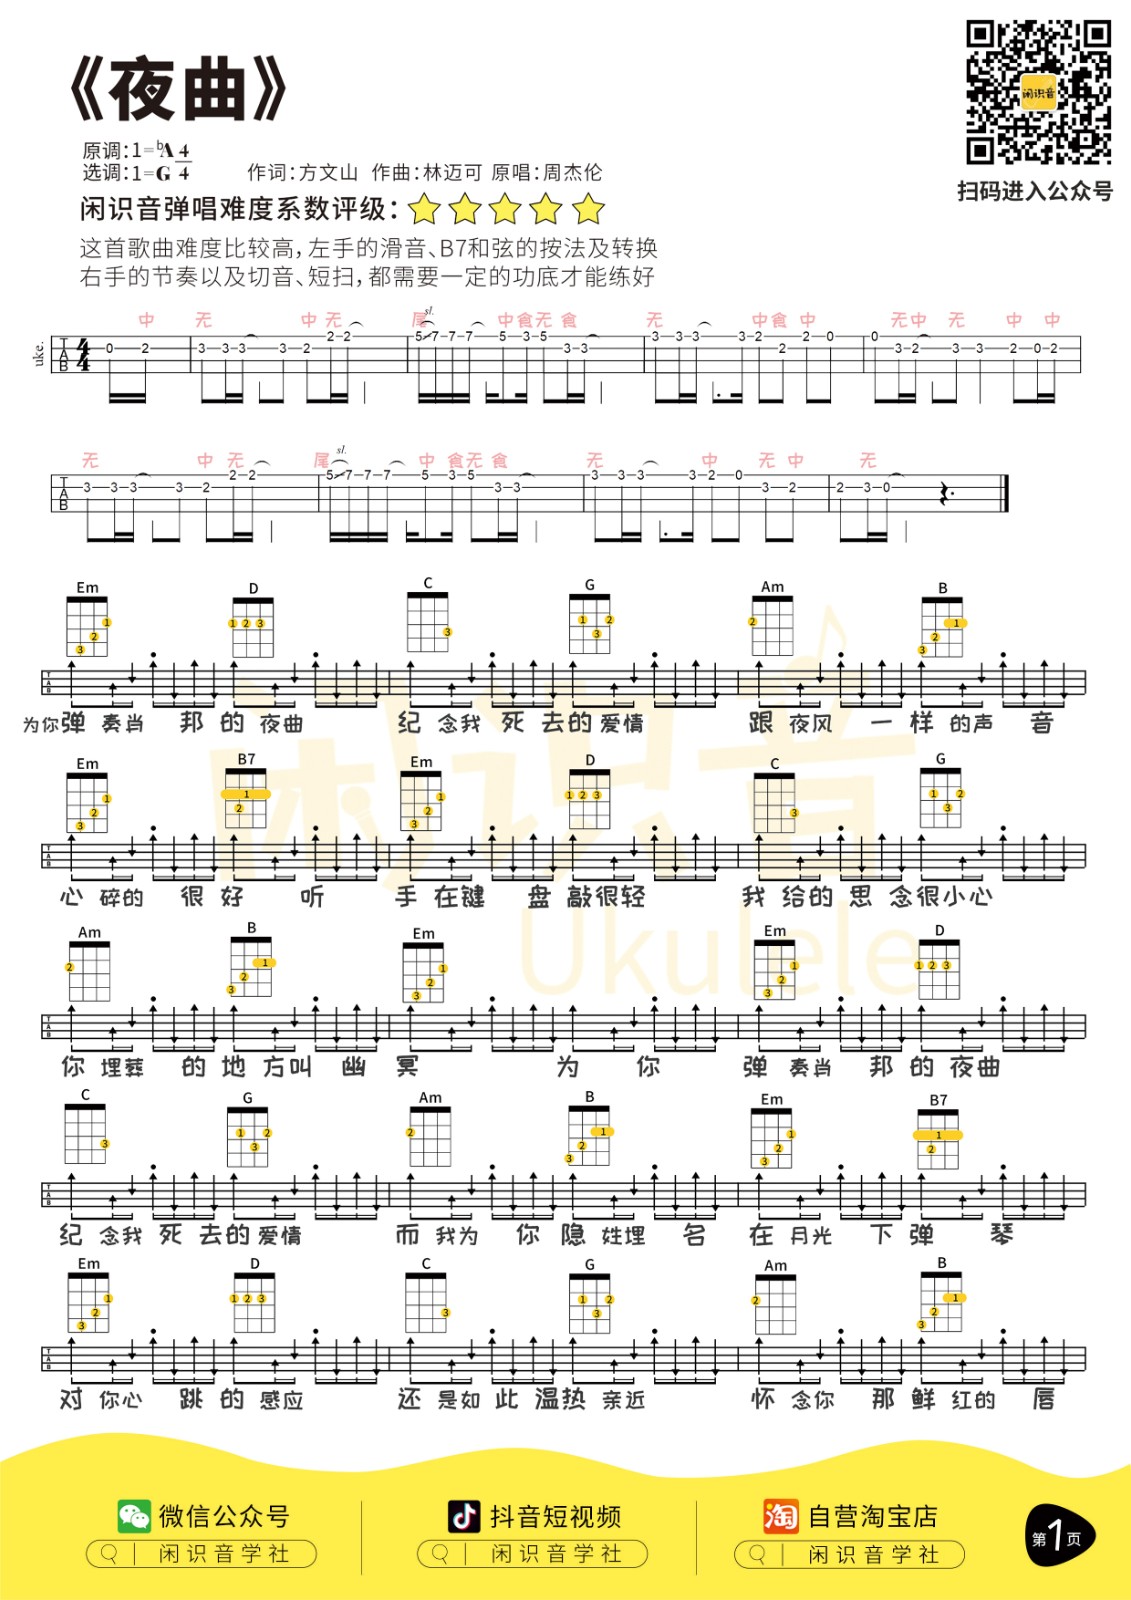 《夜曲》
闲识音
扫码进入公众号
原调:1=ᵇA 4/4
选调:1=G
作词:方文山 作曲:林迈可 原唱:周杰伦
闲识音弹唱难度系数评级:
这首歌曲难度比较高,左手的滑音、B7和弦的按法及转换
右手的节奏以及切音、短扫,都需要一定的功底才能练好
中 无 中 无 尾 sl. 中 食 无 食 无 中 食 中 无 中 无 中 中
uke. T A B 4 4 0 2 3 3 3 3 2 2 2 5 7 7 7 5 3 5 3 3 3 3 3 3 2 2 2 0 0 3 2 3 3 2 0 2
无 中 无 尾 sl. 中 食 无 食 无 中 无 中 无
T A B 3 3 3 3 2 2 2 5 7 7 7 5 3 5 3 3 3 3 3 3 2 0 3 2 2 3 0
Em D C G Am B
为你弹 奏肖 邦 的 夜曲 纪 念我 死 去的 爱情 跟 夜风 一 样 的声 音
Em B7 Em D C G
心 碎的 很 好 听 手 在键 盘 敲很轻 我 给的 思 念很小心
Am B Em Em D
你 埋葬 的 地 方叫 幽 冥 为 你 弹 奏肖 邦 的 夜曲
C G Am B Em B7
纪 念我 死 去的 爱情 而 我为 你 隐 姓埋 名 在 月光 下 弹 琴
Em D C G Am B
对 你心 跳 的 感应 还 是如 此 温热 亲近 怀 念你 那 鲜 红的 唇
闲识音
Ukulele
微信公众号 抖音短视频 自营淘宝店
闲识音学社 闲识音学社 闲识音学社
淘
第1页